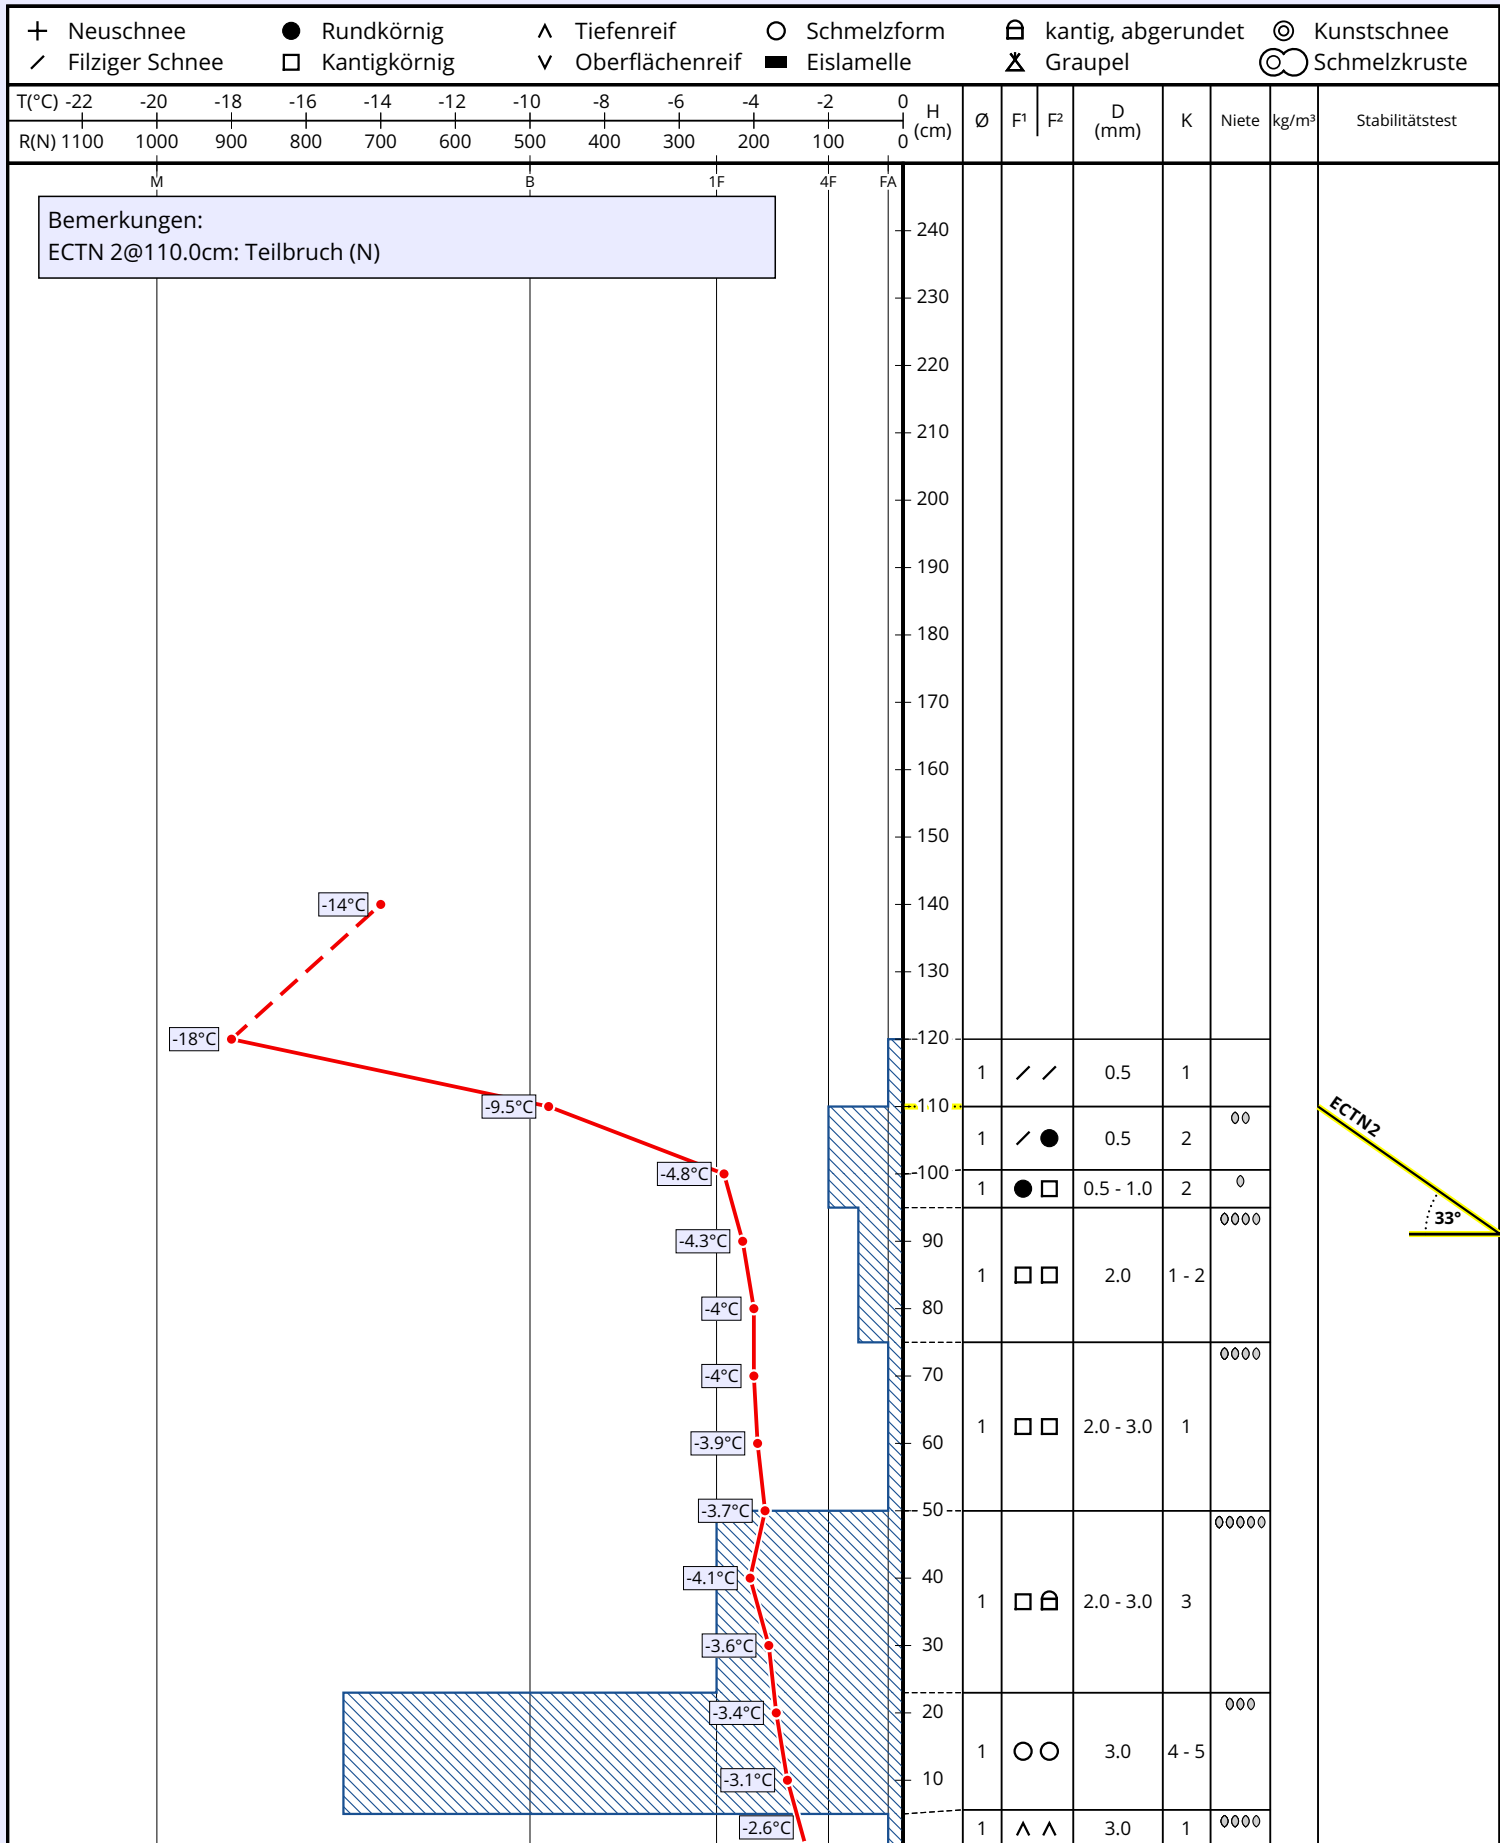 Neuschnee Rundkörnig Tiefenreif Schmelzform kantig, abgerundet Kunstschnee
Filziger Schnee Kantigkörnig Oberflächenreif Eislamelle Graupel Schmelzkruste
T(°C) -22 -20 -18 -16 -14 -12 -10 -8 -6 -4 -2 0
R(N) 1100 1000 900 800 700 600 500 400 300 200 100 0
H (cm) Ø F¹ F² D (mm) K Niete kg/m³ Stabilitätstest
M B 1F 4F FA
Bemerkungen:
ECTN 2@110.0cm: Teilbruch (N)
240
230
220
210
200
190
180
170
160
150
-14°C 140
130
-18°C 120
1 0.5 1
-9.5°C 110
ECTN2
1 0.5 2
-4.8°C 100
1 0.5 - 1.0 2
33°
-4.3°C 90
1 2.0 1 - 2
-4°C 80
-4°C 70
1 2.0 - 3.0 1
-3.9°C 60
-3.7°C 50
-4.1°C 40
1 2.0 - 3.0 3
-3.6°C 30
-3.4°C 20
1 3.0 4 - 5
-3.1°C 10
-2.6°C 1 3.0 1